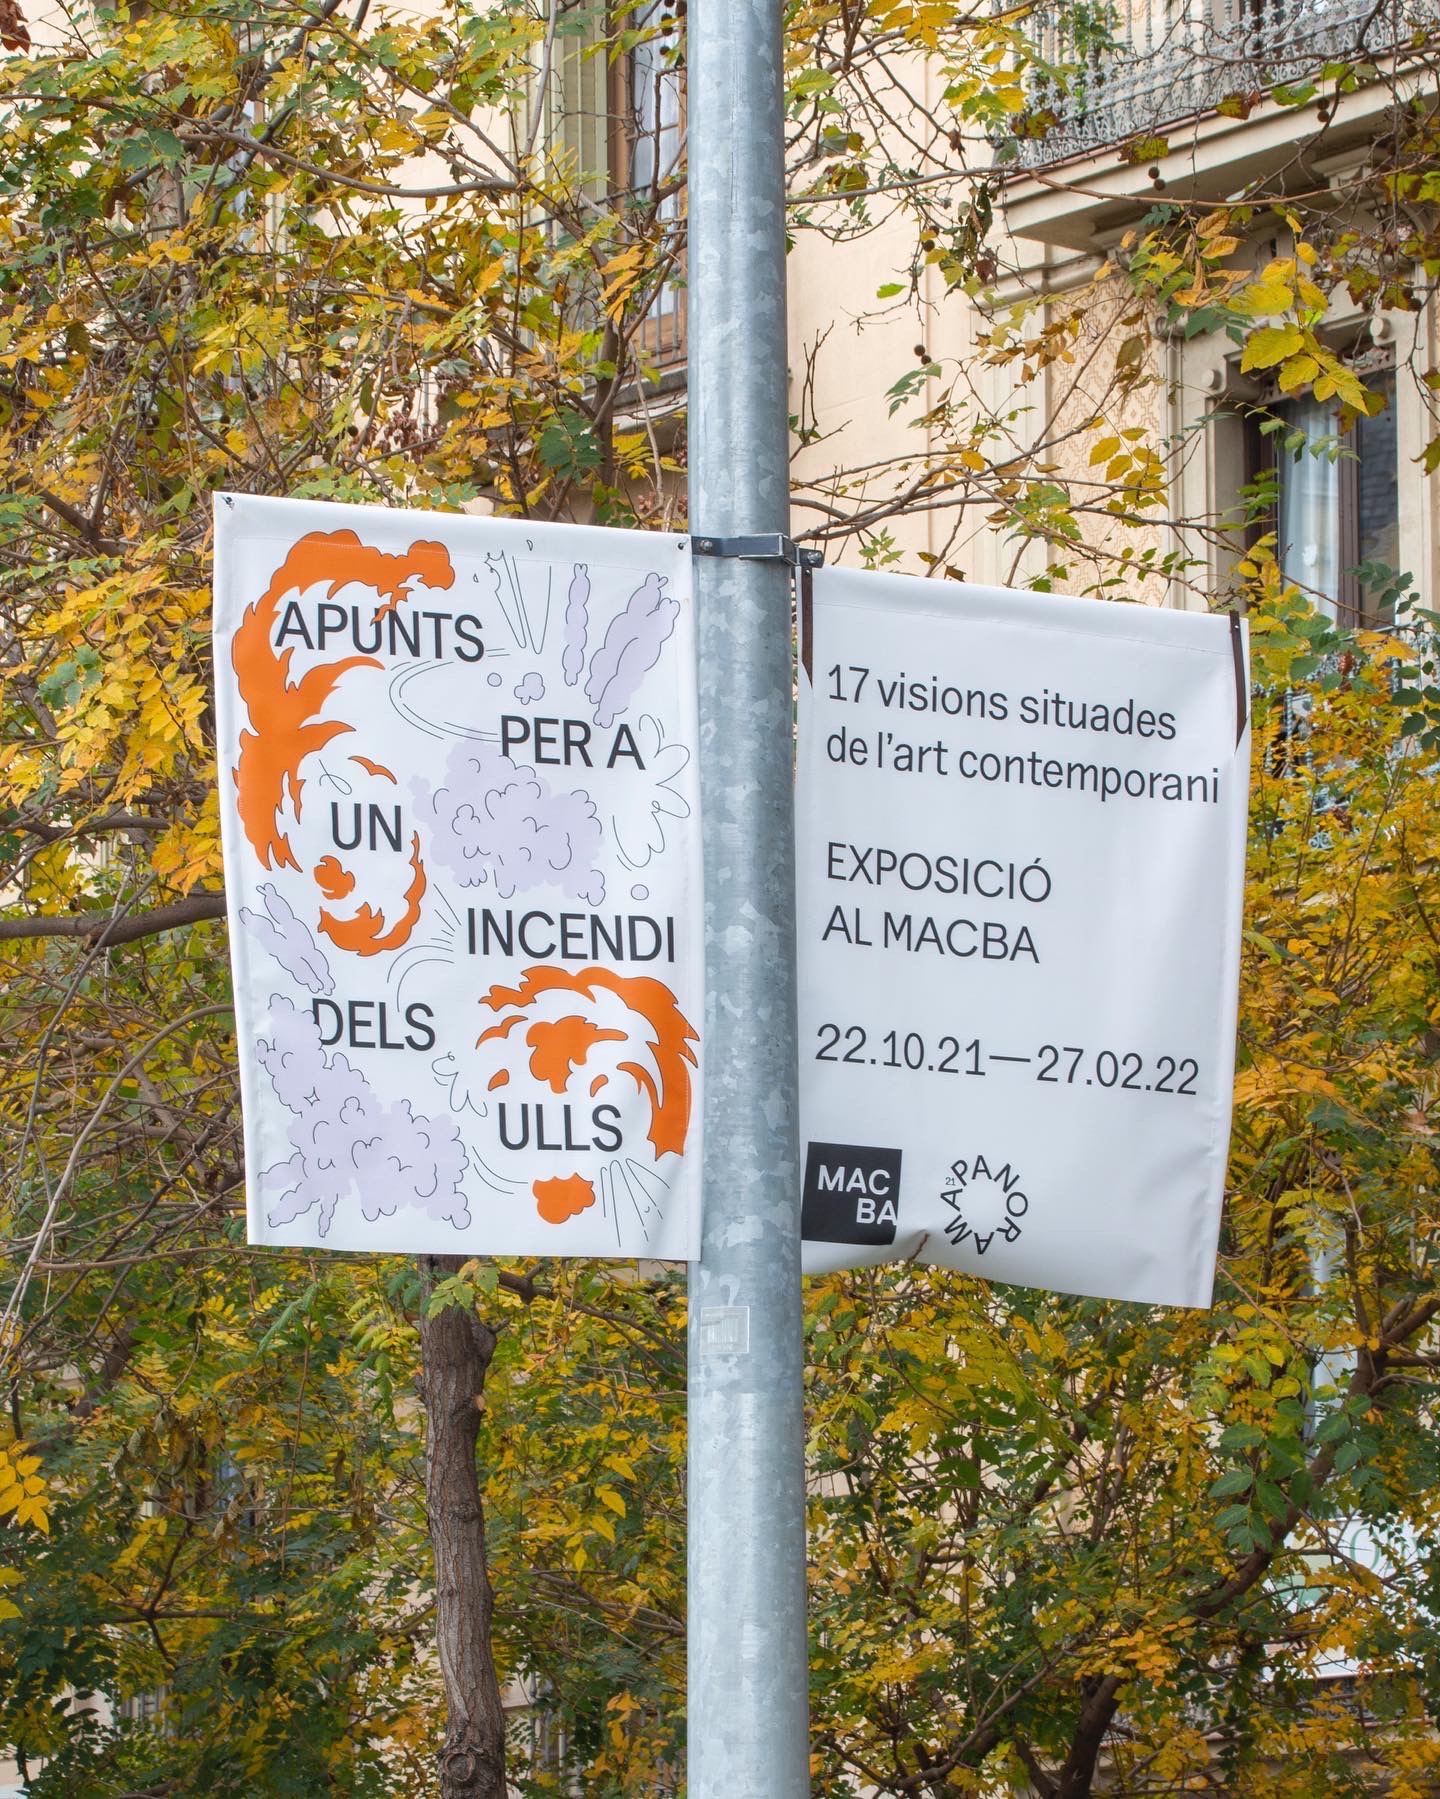 APUNTS
PER A
UN
INCENDI
DELS
ULLS
17 visions situades
de l'art contemporani
EXPOSICIÓ
AL MACBA
22.10.21—27.02.22
MAC
BA
PANORAMA
21